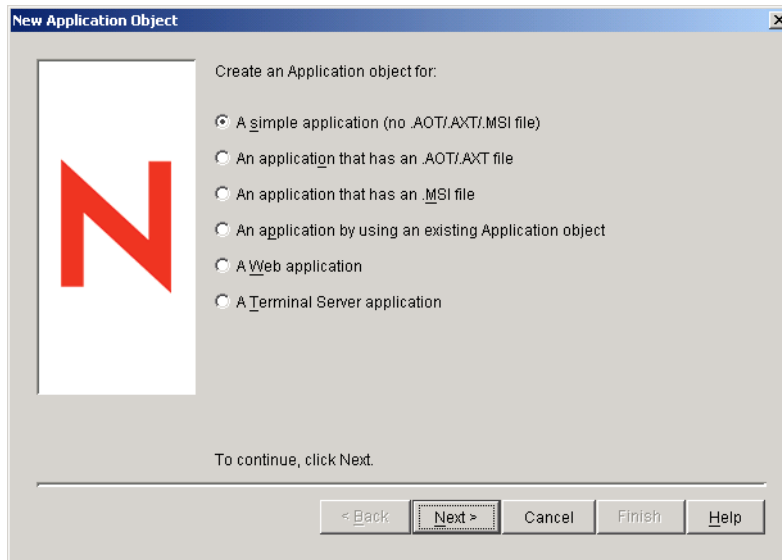 New Application Object
Create an Application object for:
A simple application (no .AOT/.AXT/.MSI file)
An application that has an .AOT/.AXT file
An application that has an .MSI file
An application by using an existing Application object
A Web application
A Terminal Server application
N
To continue, click Next.
< Back Next > Cancel Finish Help